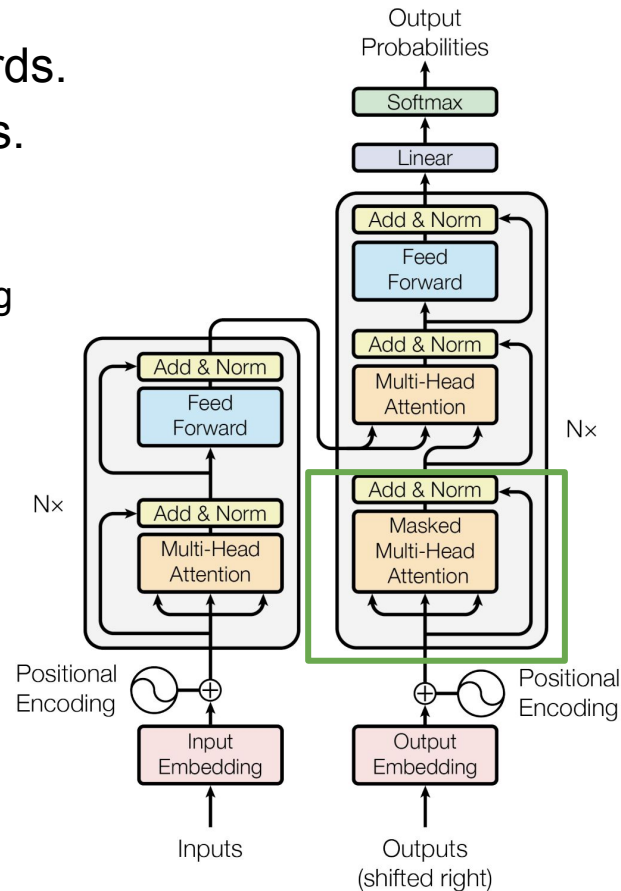 rds.
s.
g
Output
Probabilities
Softmax
Linear
Add & Norm
Feed
Forward
Add & Norm
Multi-Head
Attention
N×
Add & Norm
Masked
Multi-Head
Attention
Add & Norm
Feed
Forward
N×
Add & Norm
Multi-Head
Attention
Positional
Encoding
Positional
Encoding
Input
Embedding
Output
Embedding
Inputs
Outputs
(shifted right)